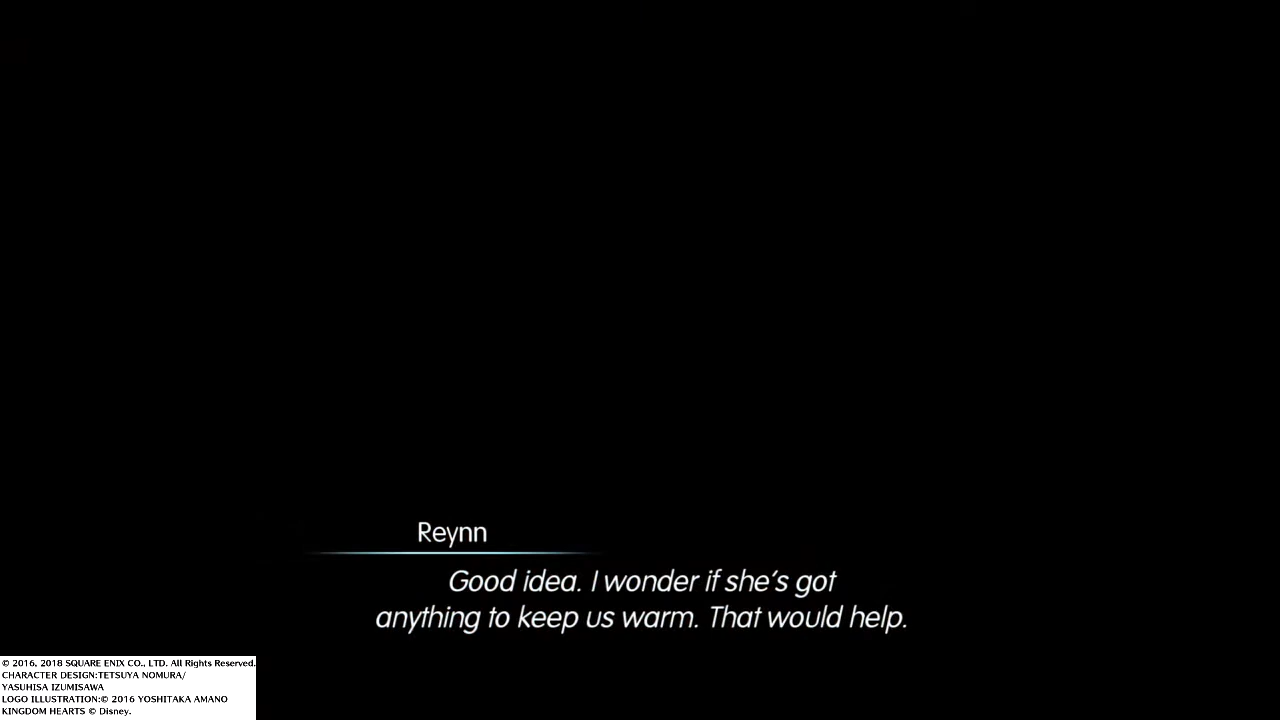 Reynn
Good idea. I wonder if she's got
anything to keep us warm. That would help.
© 2016, 2018 SQUARE ENIX CO., LTD. All Rights Reserved.
CHARACTER DESIGN:TETSUYA NOMURA/
YASUHISA IZUMISAWA
LOGO ILLUSTRATION:© 2016 YOSHITAKA AMANO
KINGDOM HEARTS © Disney.